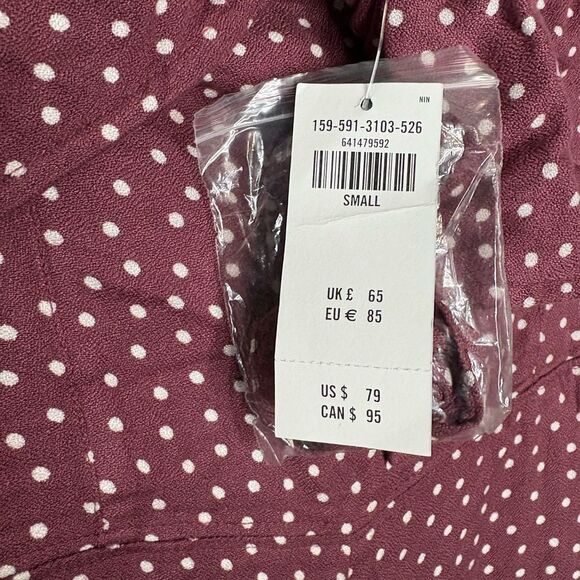 NIN
159-591-3103-526
641479592
SMALL
UK £ 65
EU € 85
US $ 79
CAN $ 95